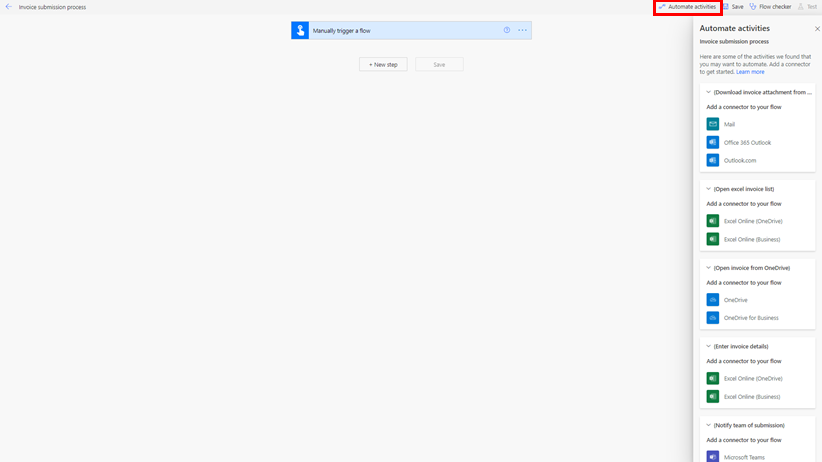 Invoice submission process
Automate activities
Save
Flow checker
Test
Manually trigger a flow
+ New step
Save
Automate activities
Invoice submission process
Here are some of the activities we found that
you may want to automate. Add a connector
to get started. Learn more
(Download invoice attachment from ...
Add a connector to your flow
Mail
Office 365 Outlook
Outlook.com
(Open excel invoice list)
Add a connector to your flow
Excel Online (OneDrive)
Excel Online (Business)
(Open invoice from OneDrive)
Add a connector to your flow
OneDrive
OneDrive for Business
(Enter invoice details)
Add a connector to your flow
Excel Online (OneDrive)
Excel Online (Business)
(Notify team of submission)
Add a connector to your flow
Microsoft Teams